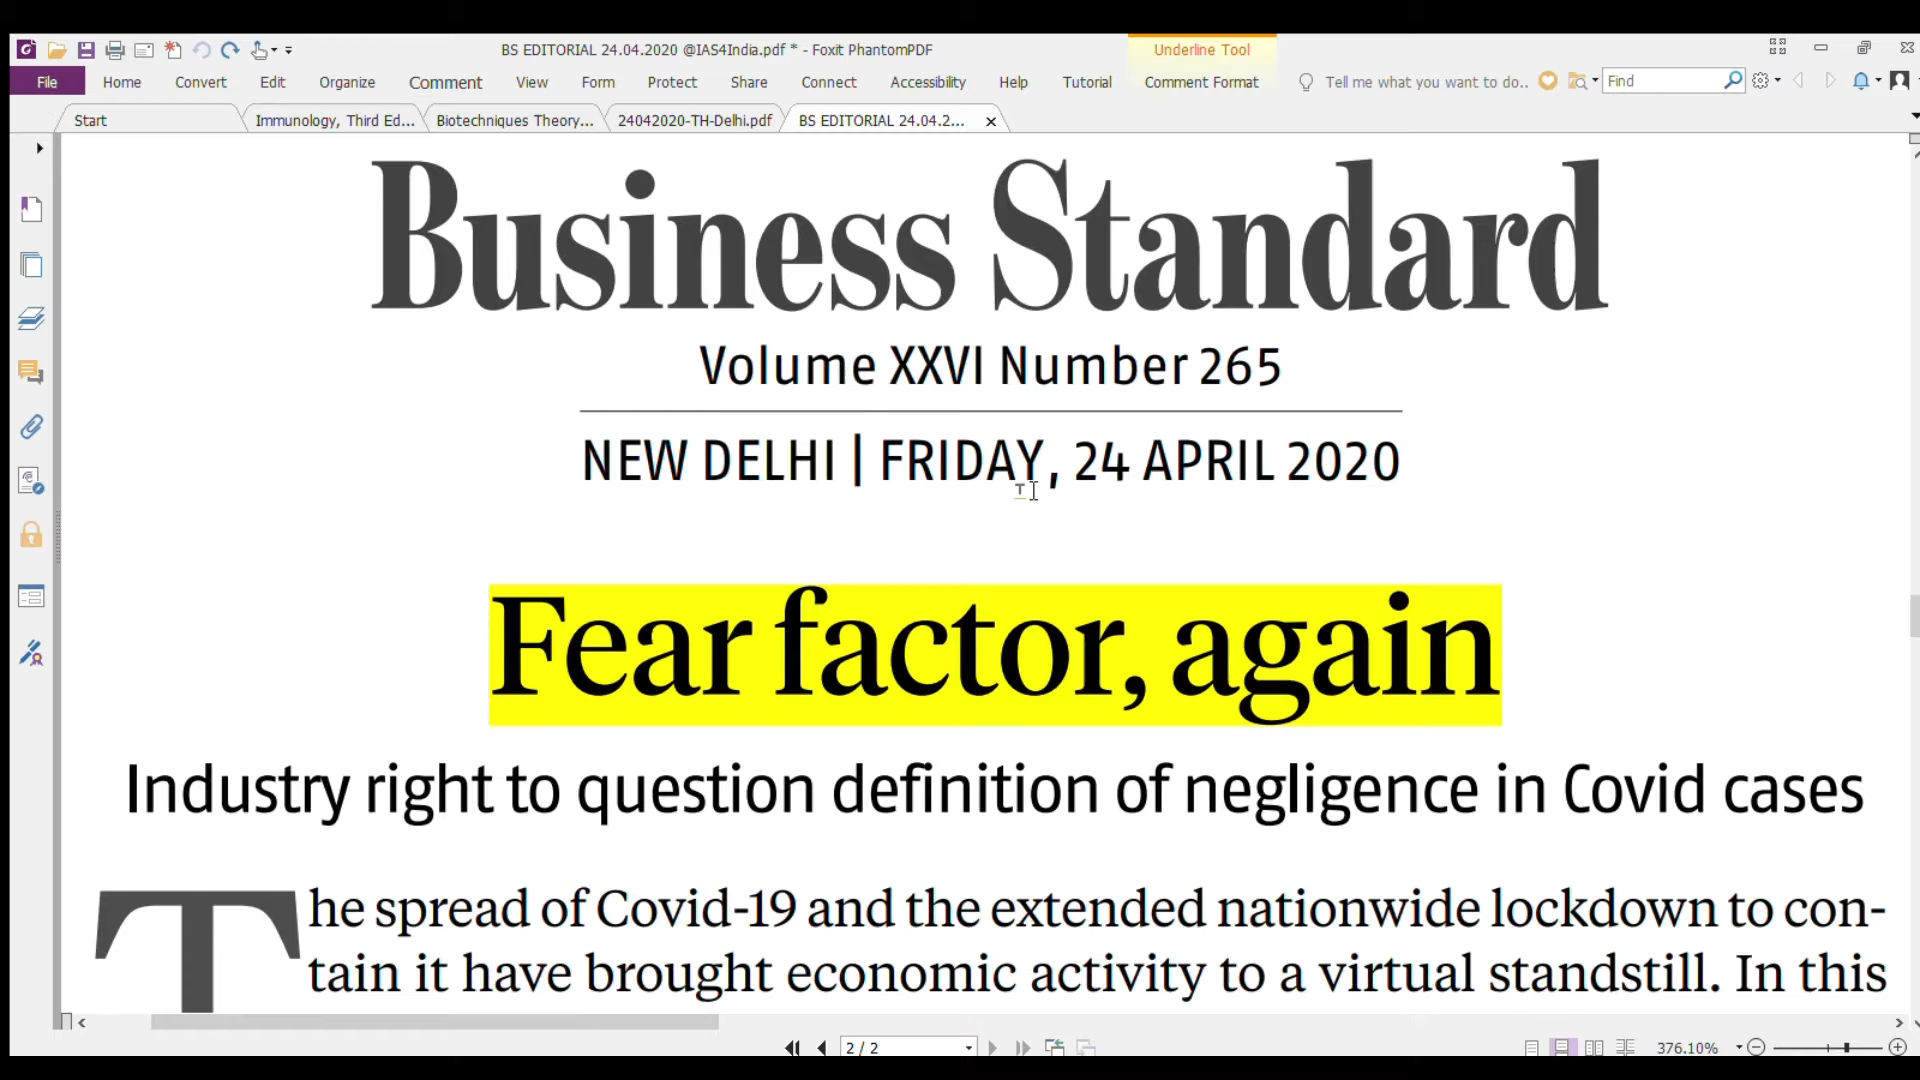 BS EDITORIAL 24.04.2020 @IAS4India.pdf * - Foxit PhantomPDF
Underline Tool
File Home Convert Edit Organize Comment View Form Protect Share Connect Accessibility Help Tutorial Comment Format Tell me what you want to do.. Find
Start Immunology, Third Ed... Biotechniques Theory... 24042020-TH-Delhi.pdf BS EDITORIAL 24.04.2...
Business Standard
Volume XXVI Number 265
NEW DELHI | FRIDAY, 24 APRIL 2020
Fear factor, again
Industry right to question definition of negligence in Covid cases
The spread of Covid-19 and the extended nationwide lockdown to con-
tain it have brought economic activity to a virtual standstill. In this
2 / 2
376.10%